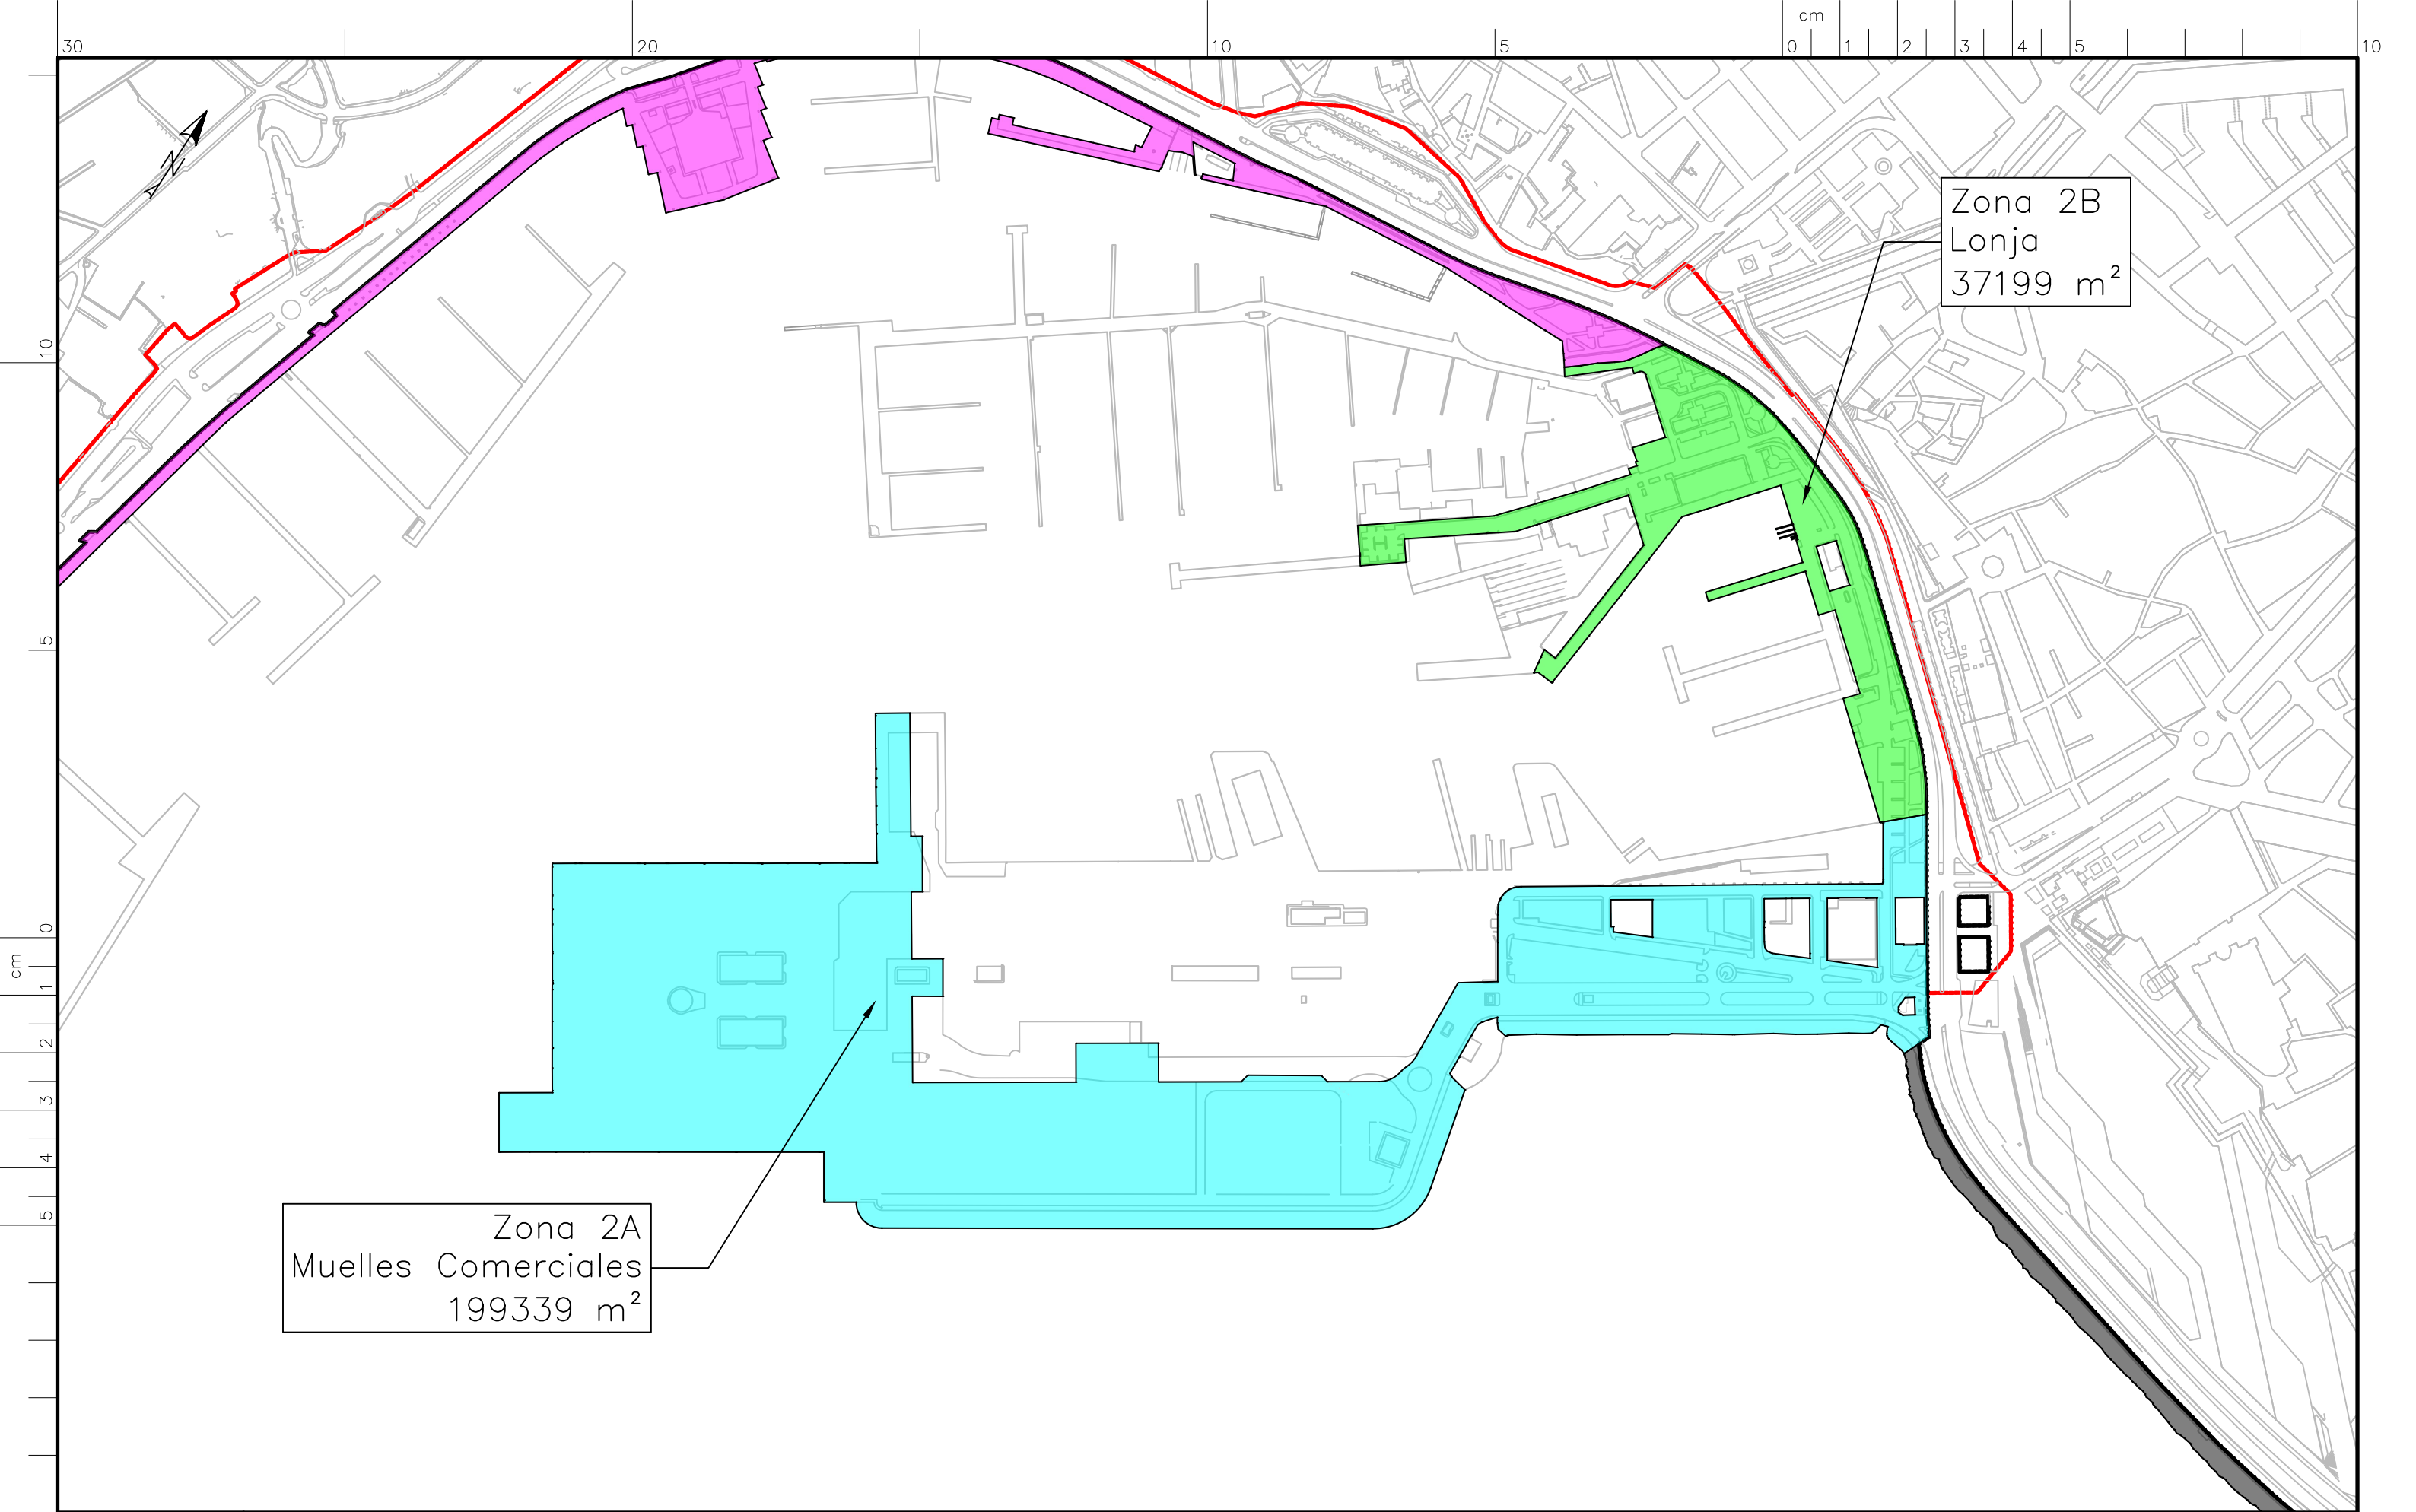 cm
30 20 10 5 0 1 2 3 4 5 10
N
Zona 2B
Lonja
37199 m²
10
5
0
cm
1
2
3
4
5
Zona 2A
Muelles Comerciales
199339 m²